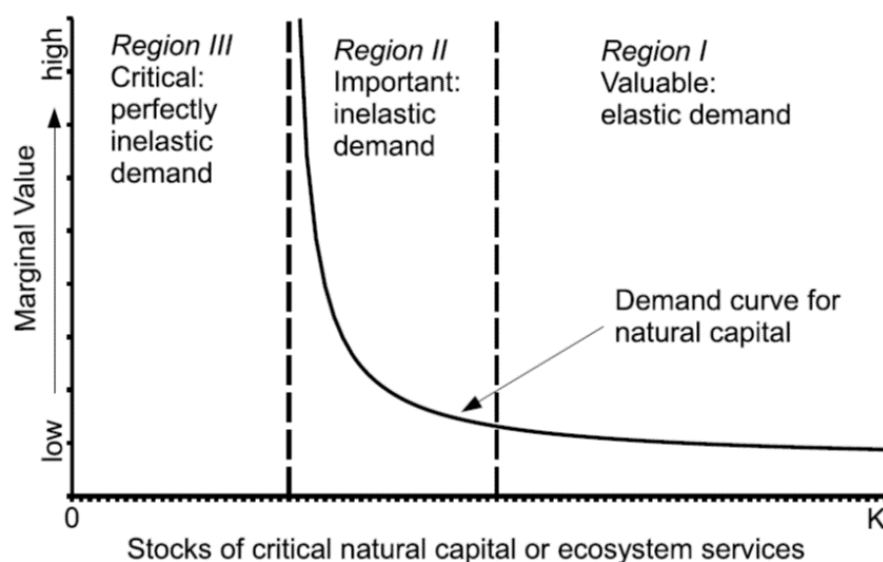 high
Marginal Value
low
Region III
Critical:
perfectly
inelastic
demand
Region II
Important:
inelastic
demand
Region I
Valuable:
elastic demand
Demand curve for
natural capital
0
K
Stocks of critical natural capital or ecosystem services